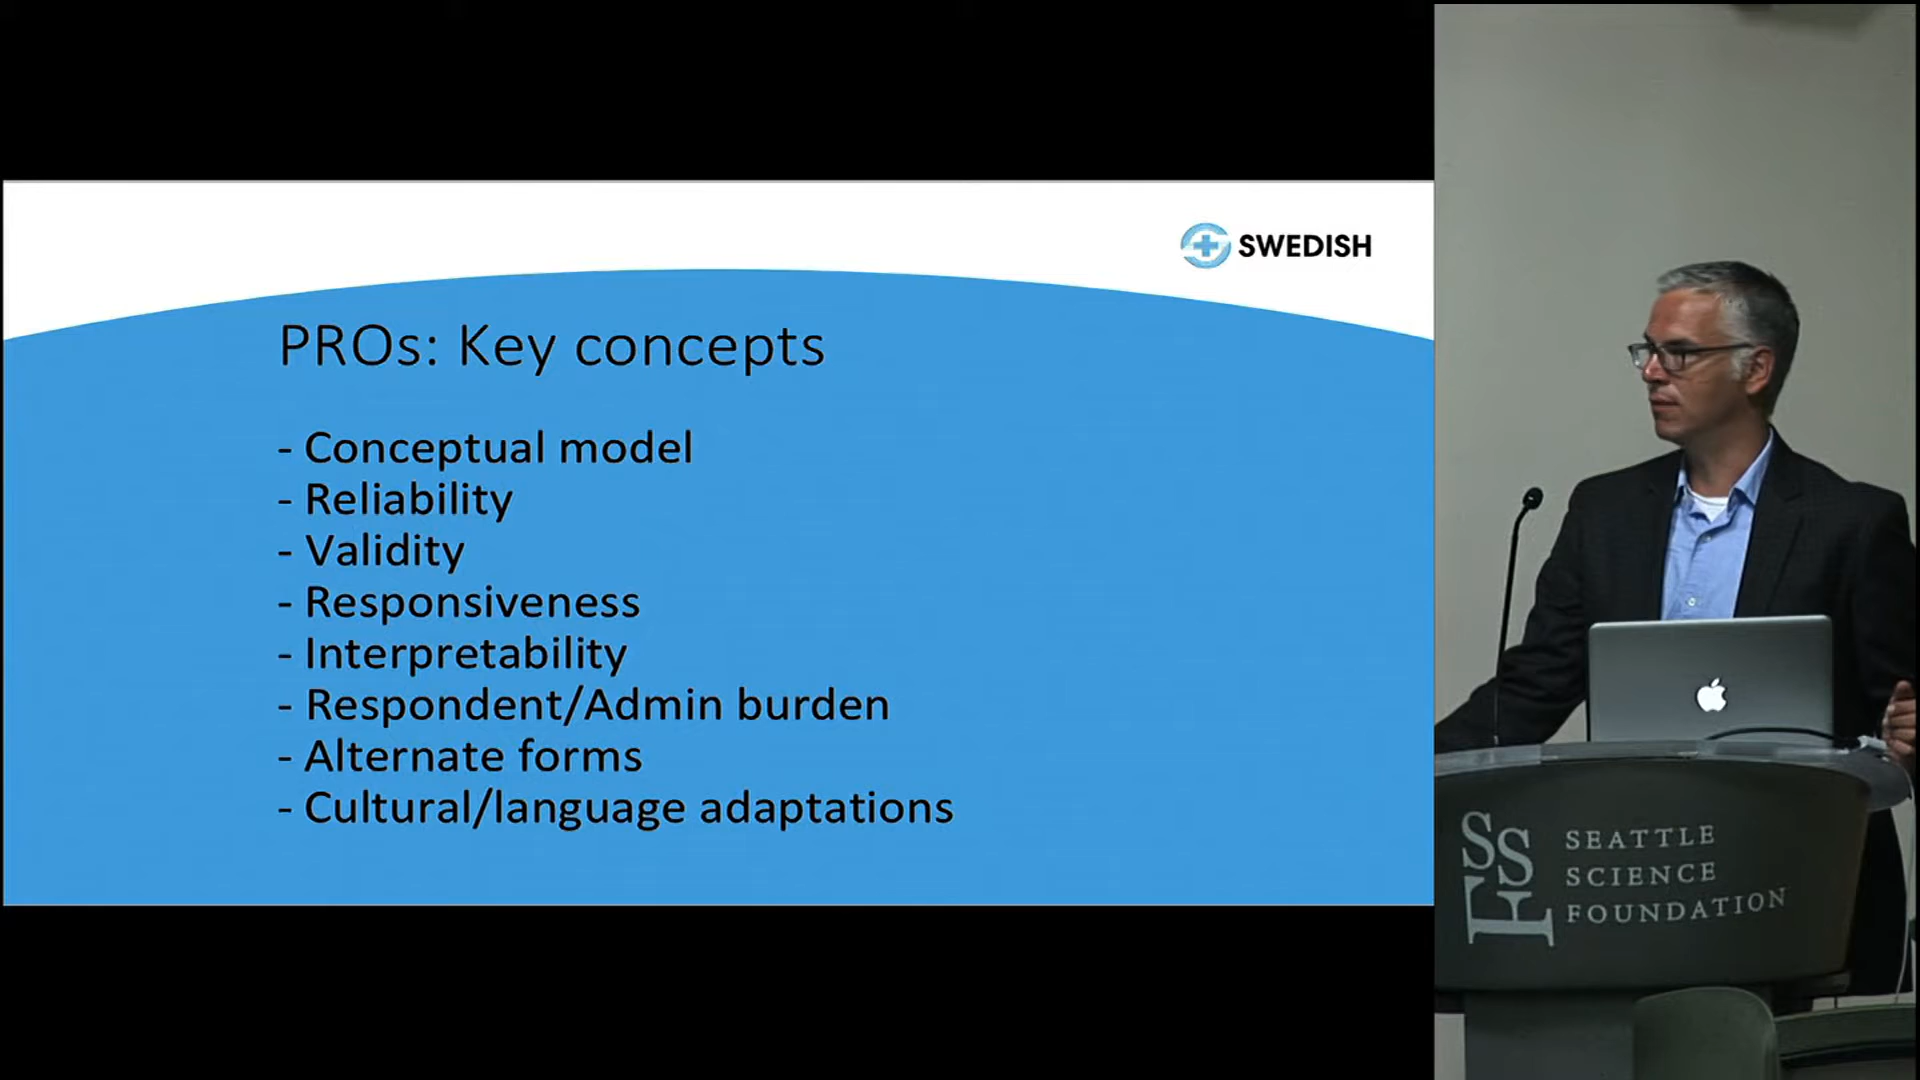 SWEDISH
PROs: Key concepts
- Conceptual model
- Reliability
- Validity
- Responsiveness
- Interpretability
- Respondent/Admin burden
- Alternate forms
- Cultural/language adaptations
SSF
SEATTLE
SCIENCE
FOUNDATION